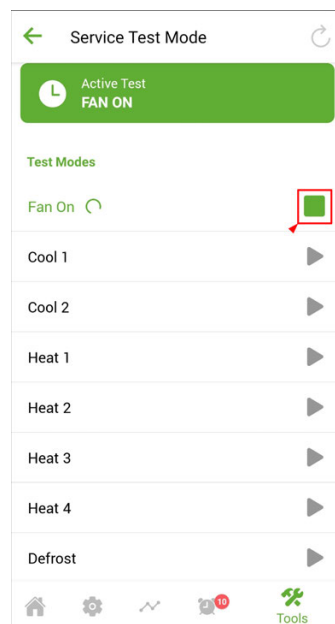 Service Test Mode
Active Test
FAN ON
Test Modes
Fan On
Cool 1
Cool 2
Heat 1
Heat 2
Heat 3
Heat 4
Defrost
10
Tools